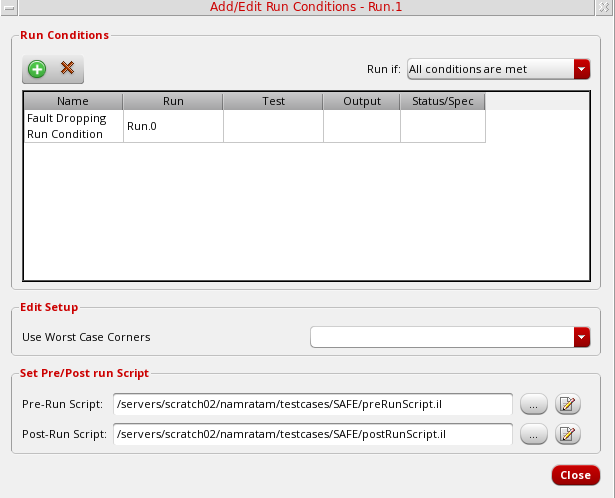 Add/Edit Run Conditions - Run.1
Run Conditions
Run if: All conditions are met
Name Run Test Output Status/Spec
Fault Dropping
Run Condition Run.0
Edit Setup
Use Worst Case Corners
Set Pre/Post run Script
Pre-Run Script: /servers/scratch02/namratam/testcases/SAFE/preRunScript.il ...
Post-Run Script: /servers/scratch02/namratam/testcases/SAFE/postRunScript.il ...
Close